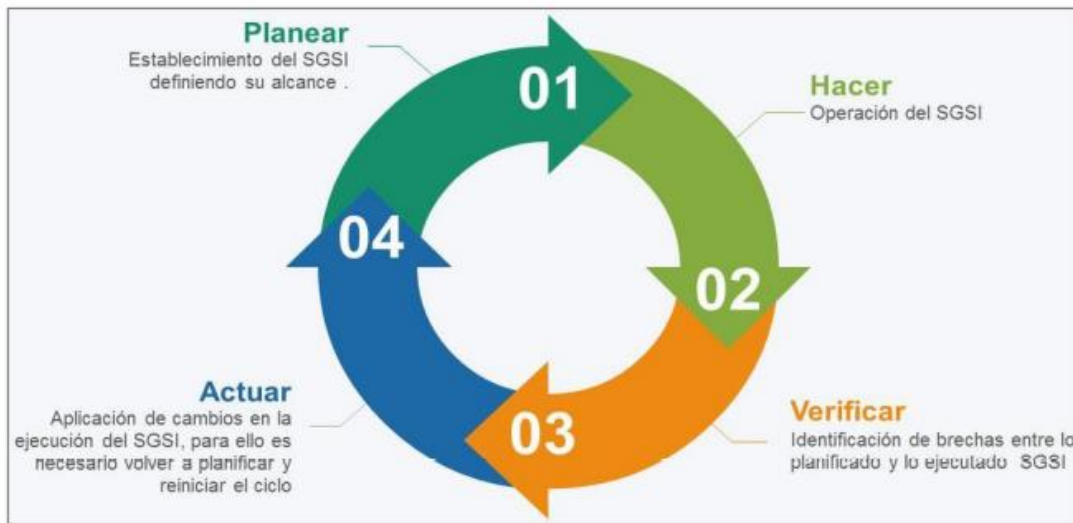 Planear
Establecimiento del SGSI
definiendo su alcance .
01
Hacer
Operación del SGSI
02
Verificar
Identificación de brechas entre lo
planificado y lo ejecutado SGSI
03
Actuar
Aplicación de cambios en la
ejecución del SGSI, para ello es
necesario volver a planificar y
reiniciar el ciclo
04